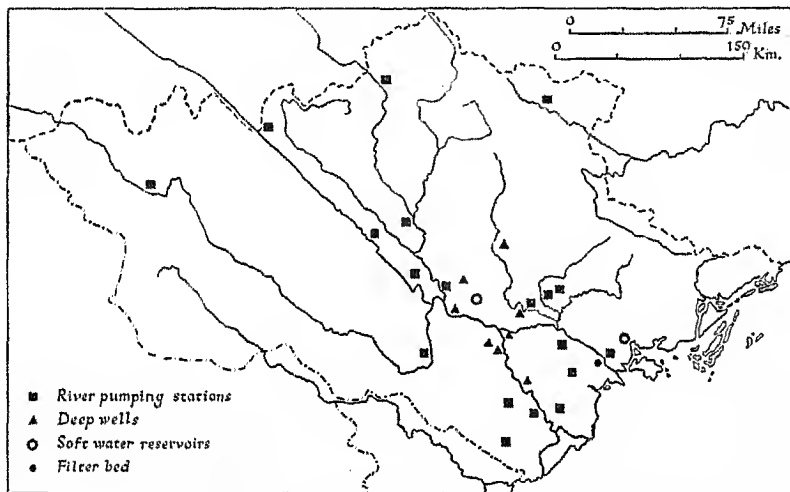 0 75 Miles
0 150 Km.
River pumping stations
Deep wells
Soft water reservoirs
Filter bed